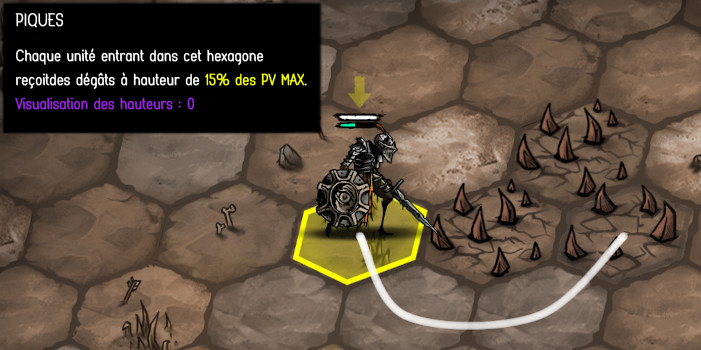 PIQUES
Chaque unité entrant dans cet hexagone
reçoitdes dégâts à hauteur de 15% des PV MAX.
Visualisation des hauteurs : 0